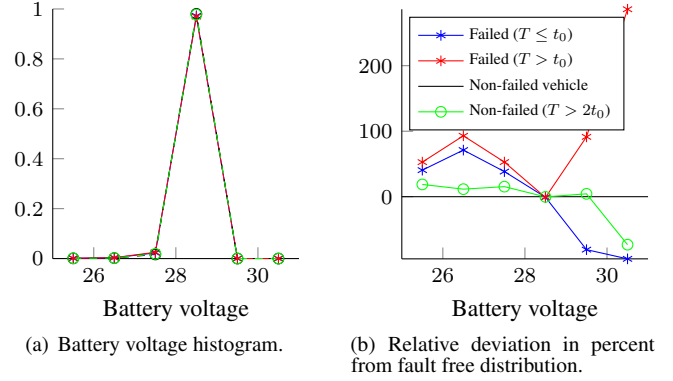 1
0.8
0.6
0.4
0.2
0
26 28 30
Battery voltage
(a) Battery voltage histogram.
200
100
0
Failed (T ≤ t₀)
Failed (T > t₀)
Non-failed vehicle
Non-failed (T > 2t₀)
26 28 30
Battery voltage
(b) Relative deviation in percent
from fault free distribution.